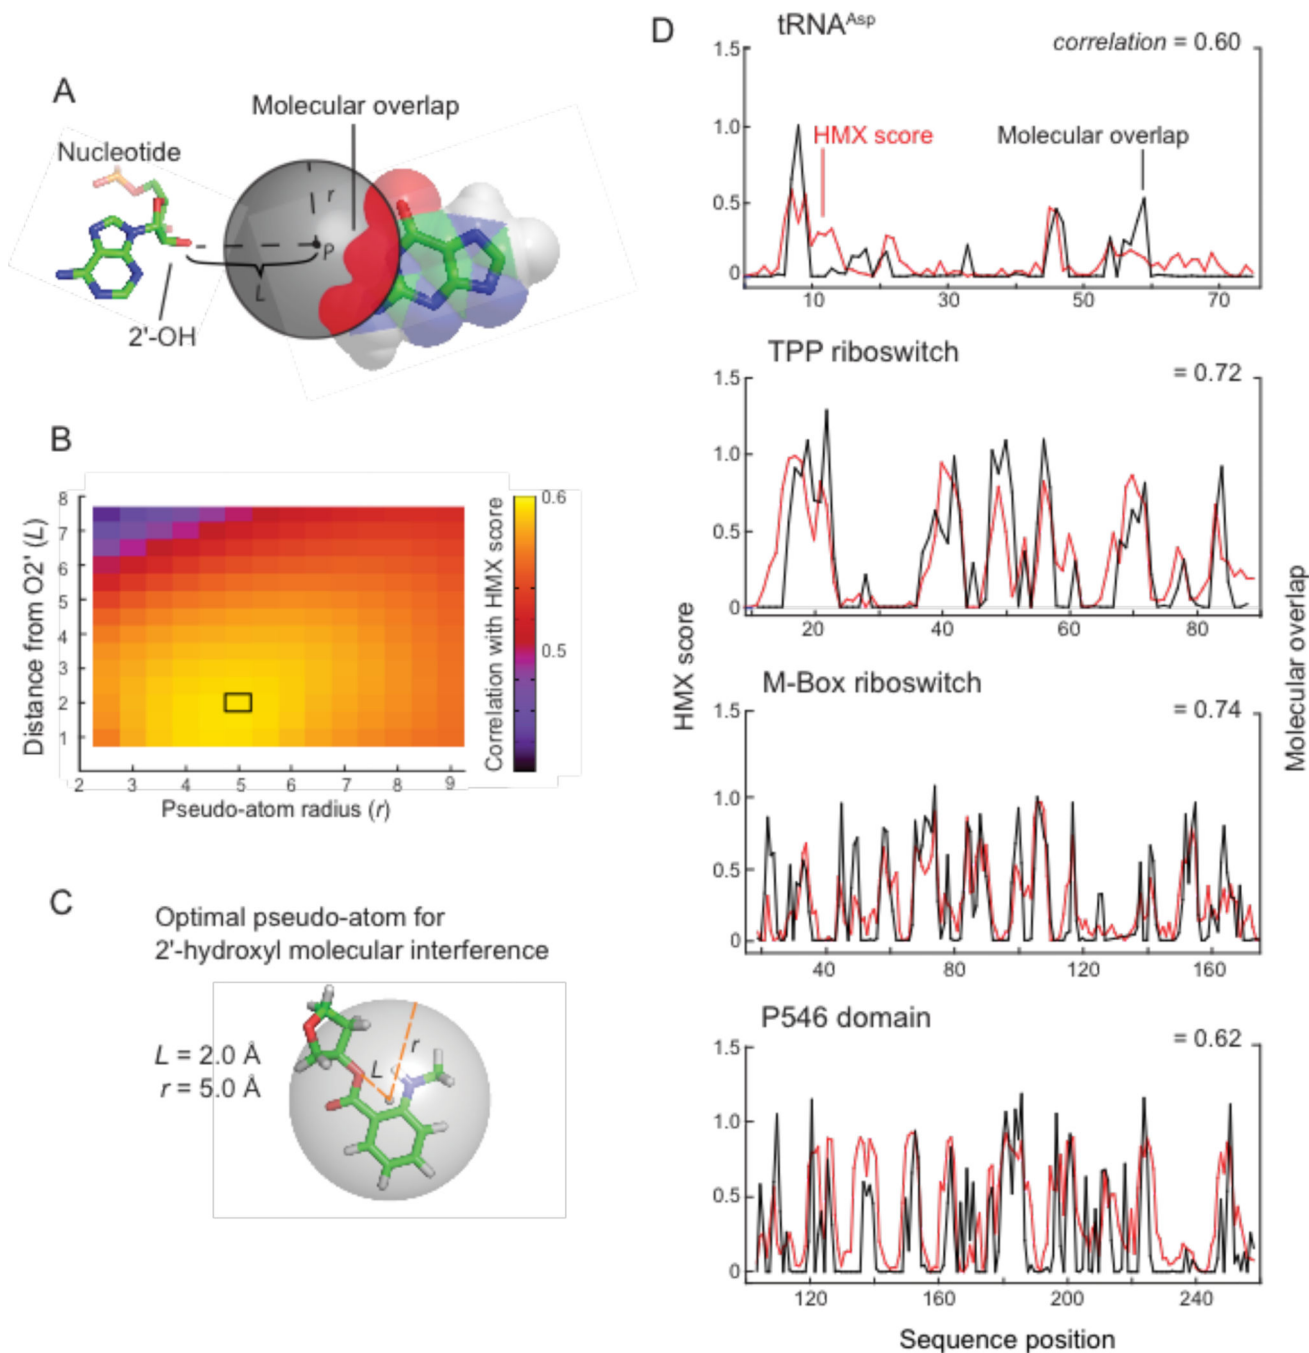 A
Molecular overlap
Nucleotide
r
P
L
2'-OH
B
8
7
6
5
4
3
2
1
Distance from O2' (L)
2 3 4 5 6 7 8 9
Pseudo-atom radius (r)
0.6
0.5
Correlation with HMX score
C
Optimal pseudo-atom for
2'-hydroxyl molecular interference
L = 2.0 Å
r = 5.0 Å
L
r
D
tRNAᴬˢᵖ
correlation = 0.60
1.5
1.0
0.5
0
HMX score
Molecular overlap
10 30 50 70
TPP riboswitch
= 0.72
1.5
1.0
0.5
0
20 40 60 80
HMX score
Molecular overlap
M-Box riboswitch
= 0.74
1.5
1.0
0.5
0
40 80 120 160
P546 domain
= 0.62
1.5
1.0
0.5
0
120 160 200 240
Sequence position